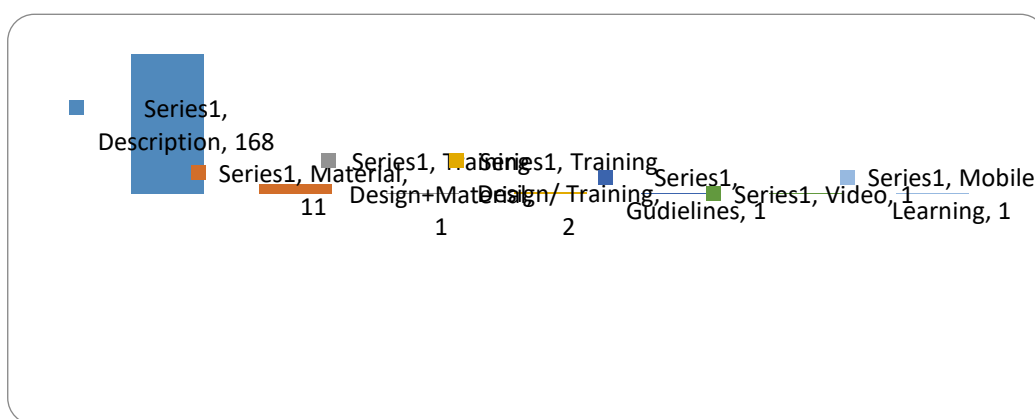 Series1,
Description, 168
Series1, Material,
11
Series1, Training
Design+Material,
1
Series1, Training
Design/ Training,
2
Series1,
Gudielines, 1
Series1, Video, 1
Series1, Mobile
Learning, 1